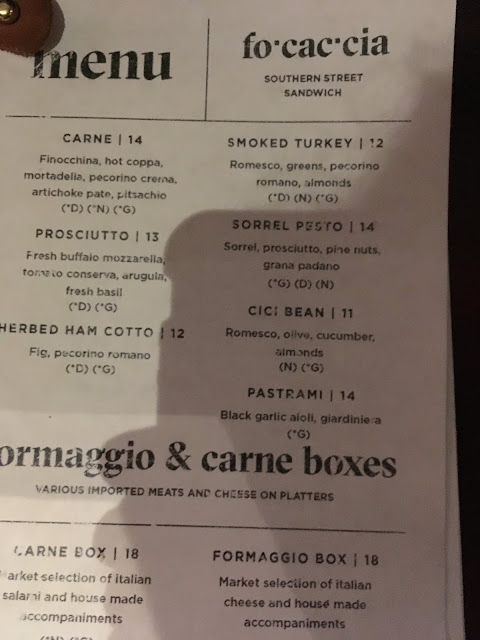 menu
fo·cac·cia
SOUTHERN STREET
SANDWICH
CARNE | 14
Finocchina, hot coppa,
mortadella, pecorino crema,
artichoke pate, pitsachio
(*D) (*N) (*G)
PROSCIUTTO | 13
Fresh buffalo mozzarella,
tomato conserva, arugula,
fresh basil
(*D) (*G)
HERBED HAM COTTO | 12
Fig, pecorino romano
(*D) (*G)
SMOKED TURKEY | 12
Romesco, greens, pecorino
romano, almonds
(*D) (N) (*G)
SORREL PESTO | 14
Sorrel, prosciutto, pine nuts,
grana padano
(*G) (D) (N)
CICI BEAN | 11
Romesco, olive, cucumber,
almonds
(N) (*G)
PASTRAMI | 14
Black garlic aioli, giardiniera
(*G)
ormaggio & carne boxes
VARIOUS IMPORTED MEATS AND CHEESE ON PLATTERS
CARNE BOX | 18
arket selection of italian
salami and house made
accompaniments
FORMAGGIO BOX | 18
Market selection of italian
cheese and house made
accompaniments